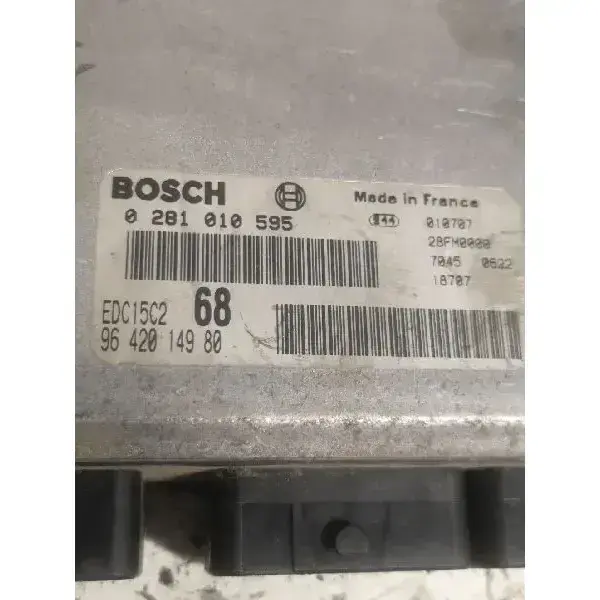 BOSCH
Made in France
0 281 010 595
010707
28FM0000
7045 0622
18707
EDC15C2 68
96 420 149 80